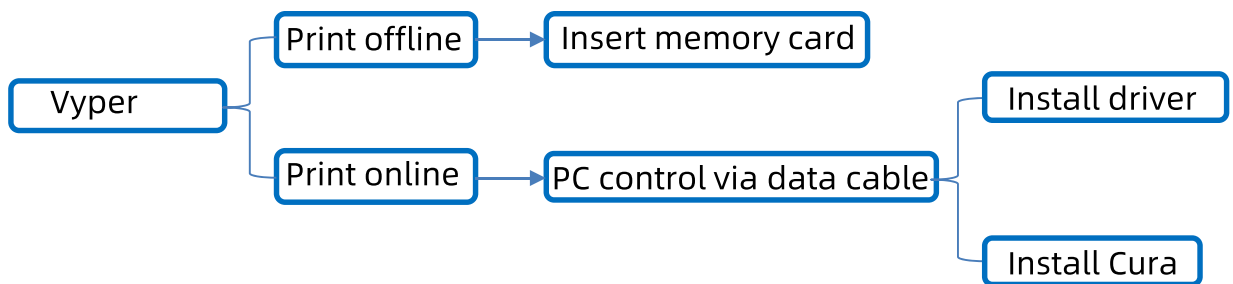 Print offline
Insert memory card
Vyper
Install driver
Print online
PC control via data cable
Install Cura